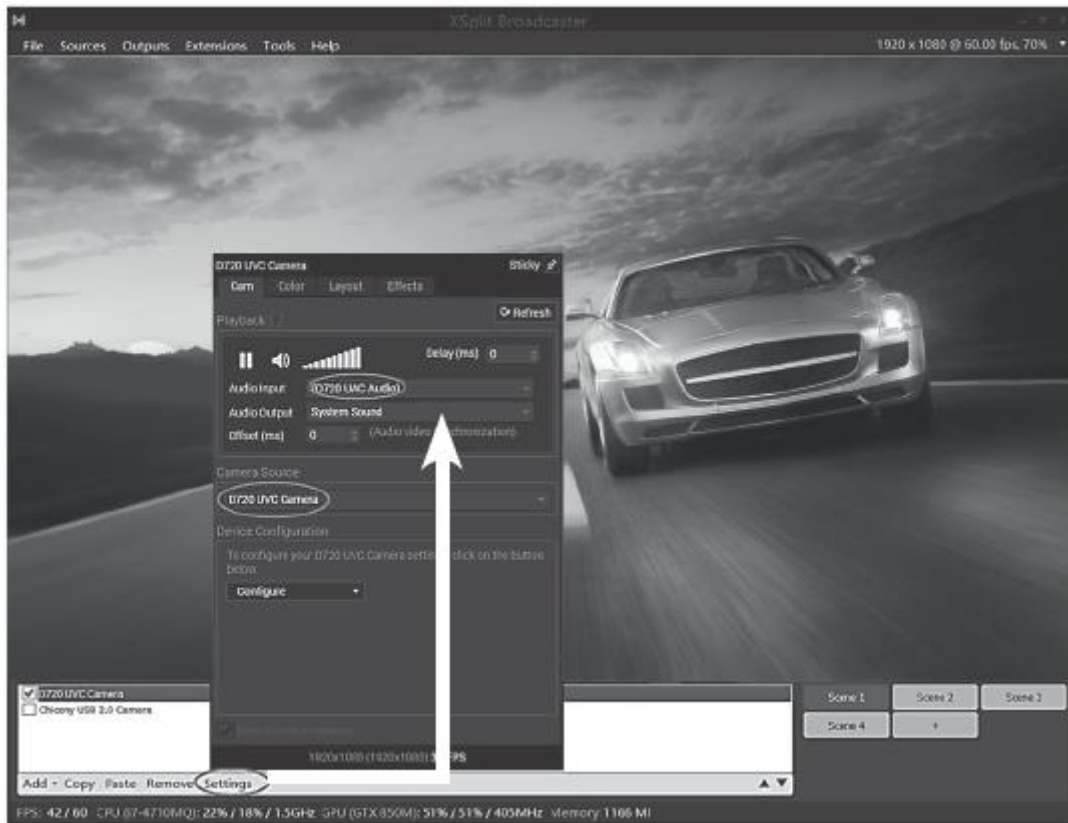 XSplit Broadcaster
File Sources Outputs Extensions Tools Help
1920 x 1080 @ 60.00 fps, 70%
D720 UVC Camera Sticky
Cam Color Layout Effects
Refresh
Playback
Delay (ms) 0
Audio Input (D720 UAC Audio)
Audio Output System Sound
Offset (ms) 0 (Audio video
Camera Source
D720 UVC Camera
Device Configuration
To configure your D720 UVC Camera click on the button
below
Configure
D720 UVC Camera
Chicony USB 2.0 Camera
1920x1080 (1920x1080)
Scene 1 Scene 2 Scene 3
Scene 4 +
Add Copy Paste Remove Settings
FPS: 42 / 60 CPU (i7-4710MQ): 22% / 18% / 1.5GHz GPU (GTX 850M): 51% / 51% / 405MHz Memory: 1166 MI